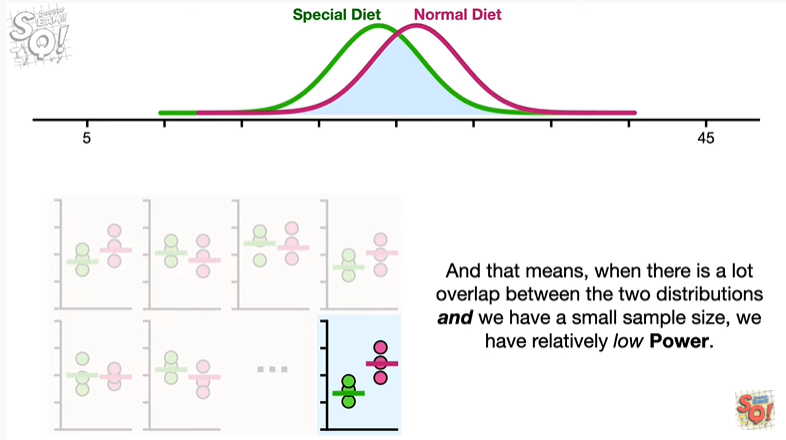 Special Diet Normal Diet
5 45
And that means, when there is a lot
overlap between the two distributions
and we have a small sample size, we
have relatively low Power.
SQ!